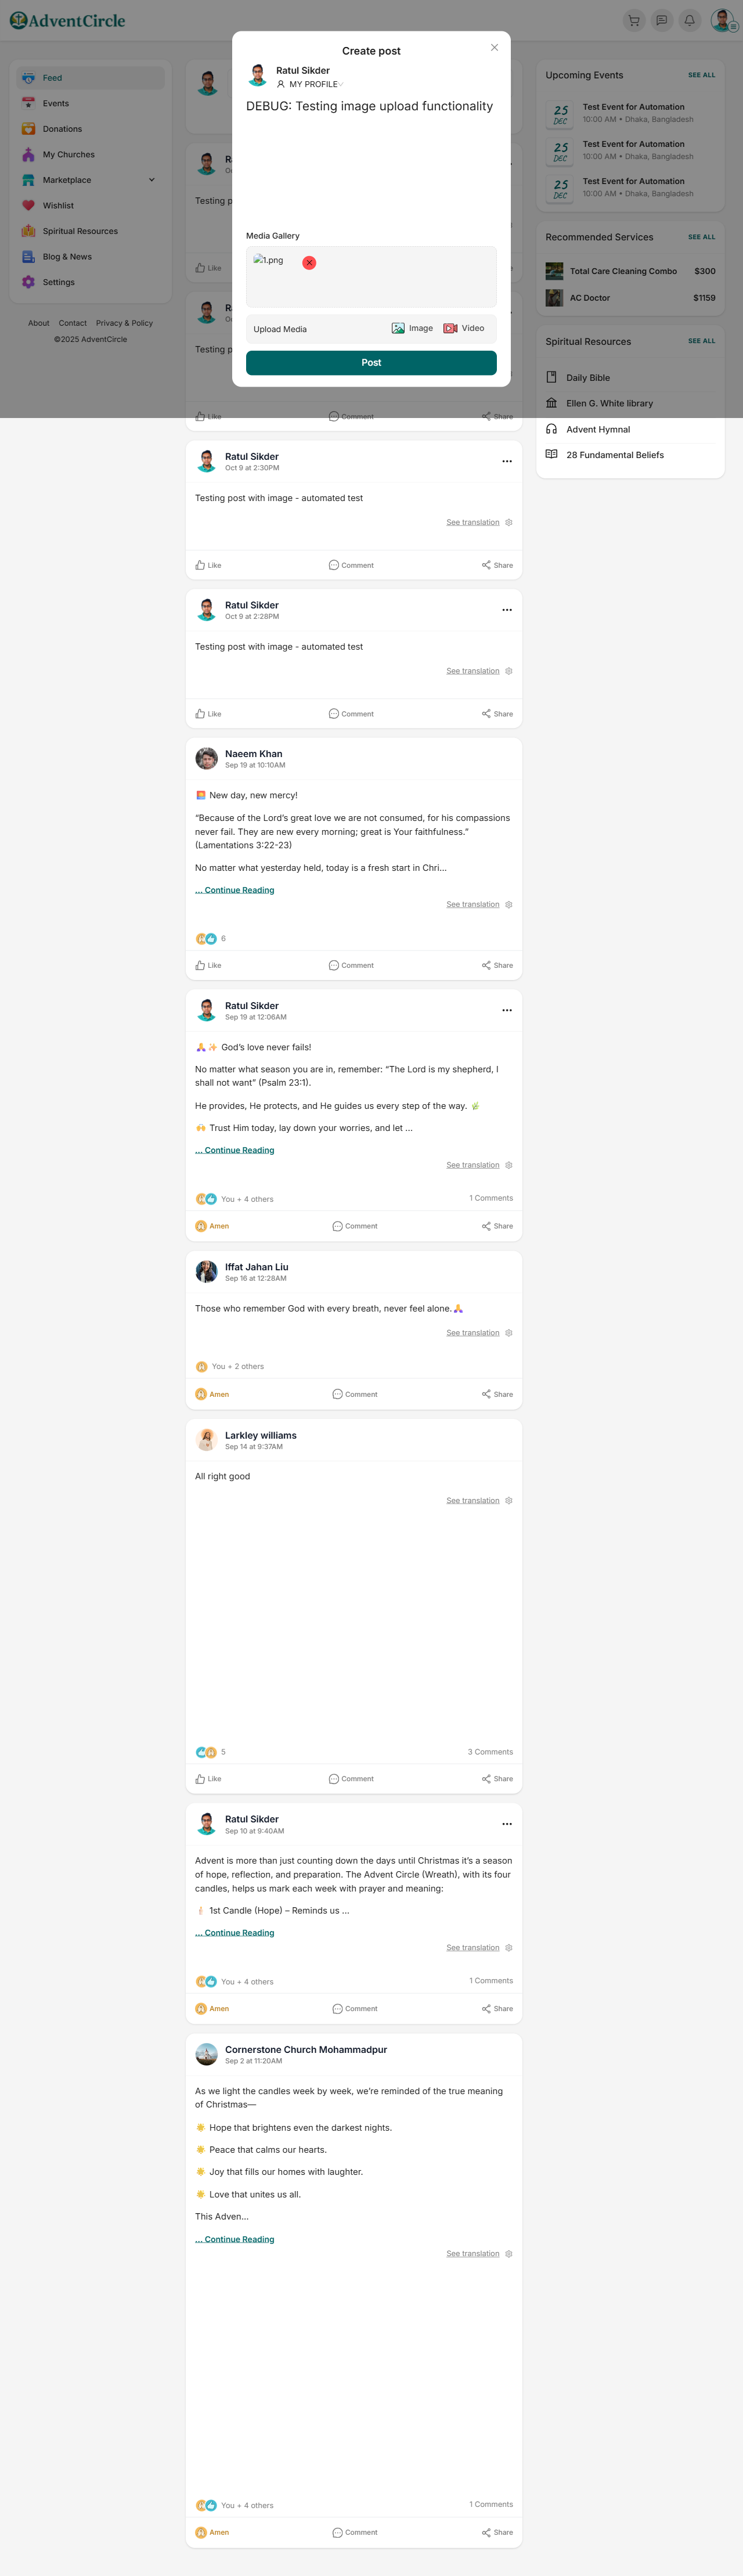 AdventCircle
Feed
Events
Donations
My Churches
Marketplace
Wishlist
Spiritual Resources
Blog & News
Settings
About Contact Privacy & Policy
©2025 AdventCircle
Create post
Ratul Sikder
MY PROFILE
DEBUG: Testing image upload functionality
Media Gallery
1.png
Upload Media
Image
Video
Post
Testing p
Like
Testing p
Like
Comment
Share
Ratul Sikder
Oct 9 at 2:30PM
Testing post with image - automated test
See translation
Like
Comment
Share
Ratul Sikder
Oct 9 at 2:28PM
Testing post with image - automated test
See translation
Like
Comment
Share
Naeem Khan
Sep 19 at 10:10AM
🌅 New day, new mercy!
“Because of the Lord’s great love we are not consumed, for his compassions
never fail. They are new every morning; great is Your faithfulness.”
(Lamentations 3:22-23)
No matter what yesterday held, today is a fresh start in Chri...
... Continue Reading
See translation
6
Like
Comment
Share
Ratul Sikder
Sep 19 at 12:06AM
🙏✨ God’s love never fails!
No matter what season you are in, remember: “The Lord is my shepherd, I
shall not want” (Psalm 23:1).
He provides, He protects, and He guides us every step of the way. 🌿
🙌 Trust Him today, lay down your worries, and let ...
... Continue Reading
See translation
You + 4 others
1 Comments
Amen
Comment
Share
Iffat Jahan Liu
Sep 16 at 12:28AM
Those who remember God with every breath, never feel alone.🙏
See translation
You + 2 others
Amen
Comment
Share
Larkley williams
Sep 14 at 9:37AM
All right good
See translation
5
3 Comments
Like
Comment
Share
Ratul Sikder
Sep 10 at 9:40AM
Advent is more than just counting down the days until Christmas it’s a season
of hope, reflection, and preparation. The Advent Circle (Wreath), with its four
candles, helps us mark each week with prayer and meaning:
🕯 1st Candle (Hope) – Reminds us ...
... Continue Reading
See translation
You + 4 others
1 Comments
Amen
Comment
Share
Cornerstone Church Mohammadpur
Sep 2 at 11:20AM
As we light the candles week by week, we’re reminded of the true meaning
of Christmas—
🌟 Hope that brightens even the darkest nights.
🌟 Peace that calms our hearts.
🌟 Joy that fills our homes with laughter.
🌟 Love that unites us all.
This Adven...
... Continue Reading
See translation
You + 4 others
1 Comments
Amen
Comment
Share
Upcoming Events
SEE ALL
25
DEC
Test Event for Automation
10:00 AM • Dhaka, Bangladesh
25
DEC
Test Event for Automation
10:00 AM • Dhaka, Bangladesh
25
DEC
Test Event for Automation
10:00 AM • Dhaka, Bangladesh
Recommended Services
SEE ALL
Total Care Cleaning Combo
$300
AC Doctor
$1159
Spiritual Resources
SEE ALL
Daily Bible
Ellen G. White library
Advent Hymnal
28 Fundamental Beliefs